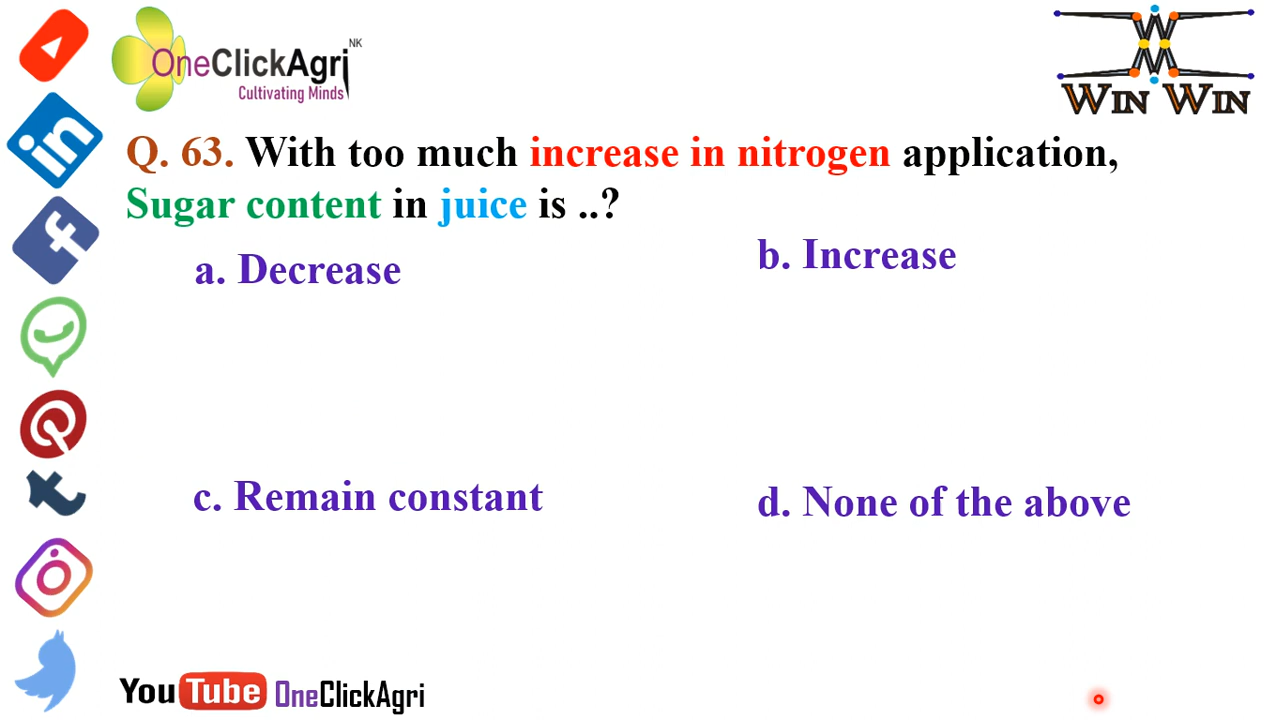 OneClickAgri NK
Cultivating Minds
WIN WIN
Q. 63. With too much increase in nitrogen application,
Sugar content in juice is ..?
a. Decrease
b. Increase
c. Remain constant
d. None of the above
YouTube OneClickAgri